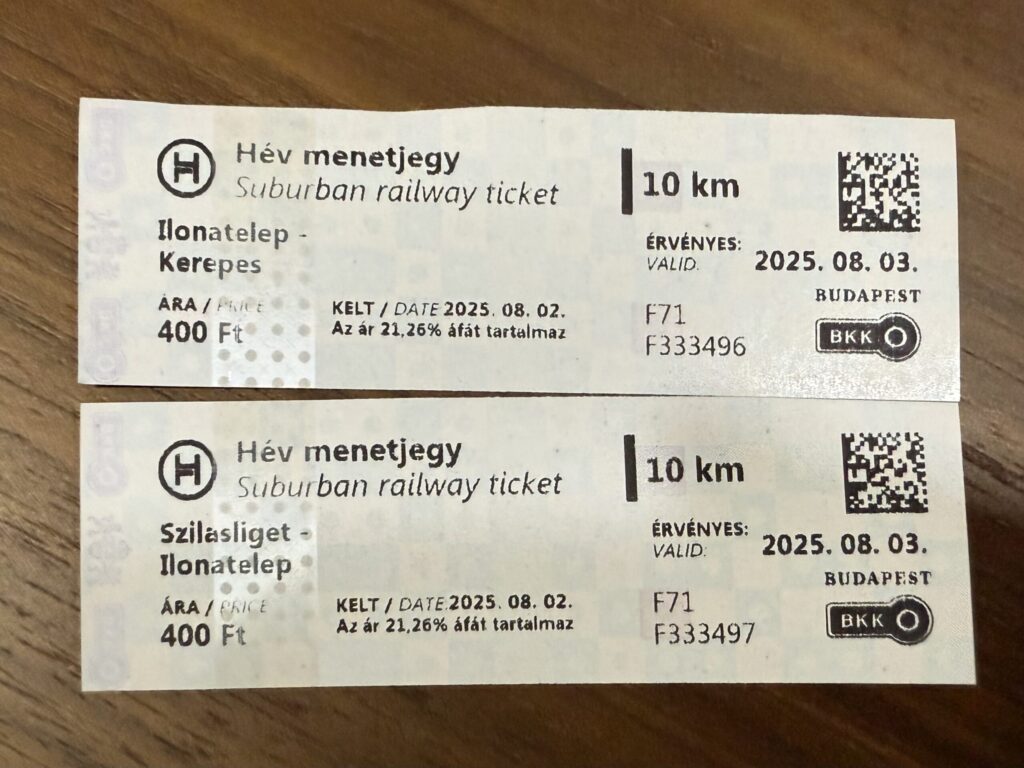 H
Hév menetjegy
Suburban railway ticket
Ilonatelep -
Kerepes
ÁRA / PRICE
400 Ft
KELT / DATE 2025. 08. 02.
Az ár 21,26% áfát tartalmaz
10 km
ÉRVÉNYES:
VALID:
2025. 08. 03.
F71
F333496
BUDAPEST
BKK
H
Hév menetjegy
Suburban railway ticket
Szilasliget -
Ilonatelep
ÁRA / PRICE
400 Ft
KELT / DATE:2025. 08. 02.
Az ár 21,26% áfát tartalmaz
10 km
ÉRVÉNYES:
VALID:
2025. 08. 03.
F71
F333497
BUDAPEST
BKK